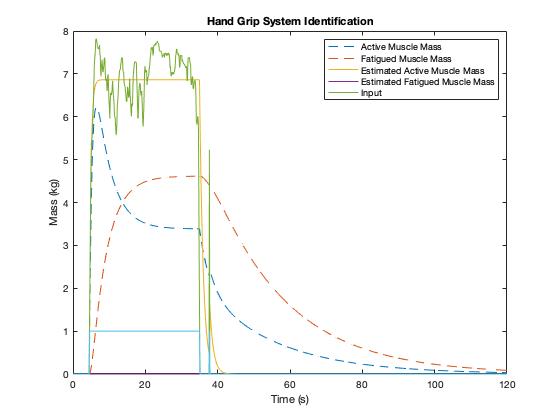 Hand Grip System Identification
8
7
6
5
4
3
2
1
0
Mass (kg)
Active Muscle Mass
Fatigued Muscle Mass
Estimated Active Muscle Mass
Estimated Fatigued Muscle Mass
Input
0 20 40 60 80 100 120
Time (s)